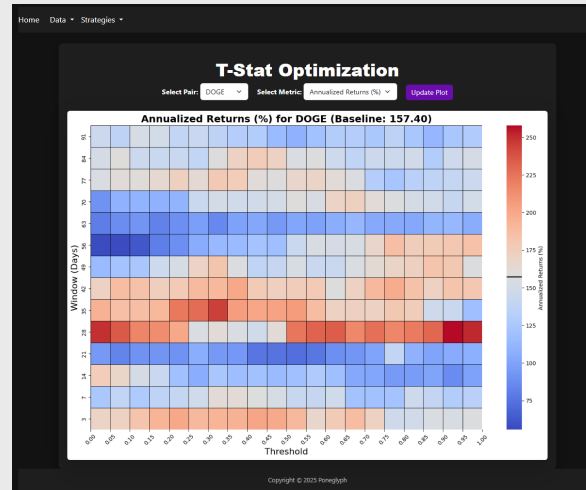 Home Data Strategies
T-Stat Optimization
Select Pair: DOGE Select Metric: Annualized Returns (%) Update Plot
Annualized Returns (%) for DOGE (Baseline: 157.40)
Window (Days)
91
84
77
70
63
56
49
42
35
28
21
14
7
3
0.00 0.05 0.10 0.15 0.20 0.25 0.30 0.35 0.40 0.45 0.50 0.55 0.60 0.65 0.70 0.75 0.80 0.85 0.90 0.95 1.00
Threshold
250
225
200
175
150
125
100
75
Annualized Returns (%)
Copyright © 2025 Poneglyph